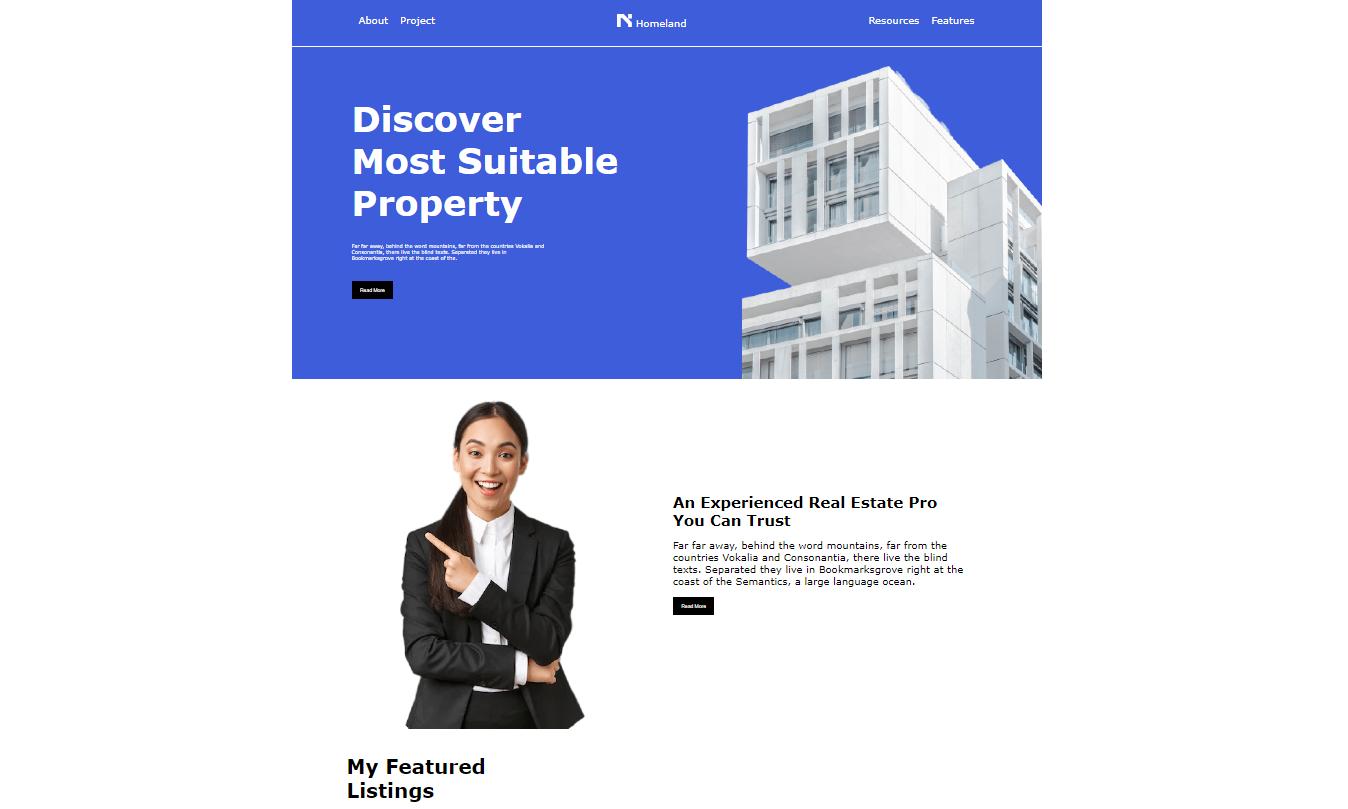 About Project Homeland Resources Features
Discover
Most Suitable
Property
Far far away, behind the word mountains, far from the countries Vokalia and
Consonantia, there live the blind texts. Separated they live in
Bookmarksgrove right at the coast of the.
Read More
An Experienced Real Estate Pro
You Can Trust
Far far away, behind the word mountains, far from the
countries Vokalia and Consonantia, there live the blind
texts. Separated they live in Bookmarksgrove right at the
coast of the Semantics, a large language ocean.
Read More
My Featured
Listings